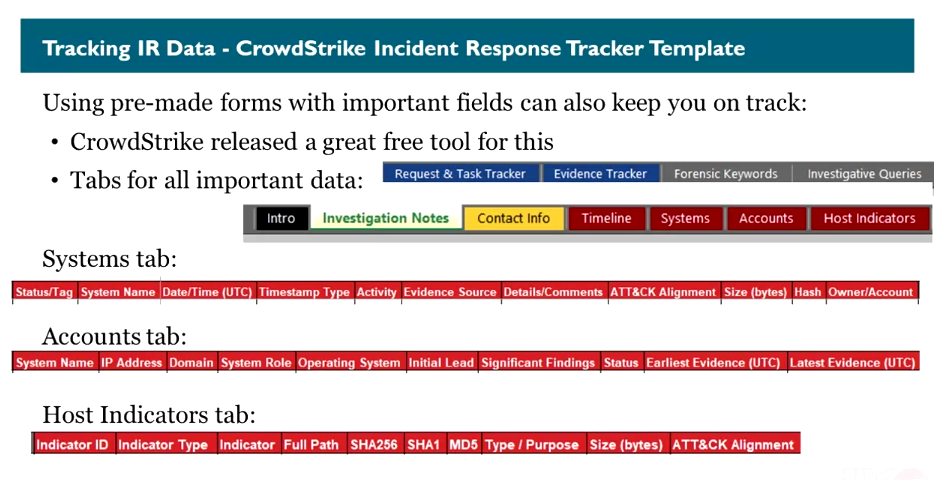 Tracking IR Data - CrowdStrike Incident Response Tracker Template
Using pre-made forms with important fields can also keep you on track:
• CrowdStrike released a great free tool for this
• Tabs for all important data:
Request & Task Tracker Evidence Tracker Forensic Keywords Investigative Queries
Intro Investigation Notes Contact Info Timeline Systems Accounts Host Indicators
Systems tab:
Status/Tag System Name Date/Time (UTC) Timestamp Type Activity Evidence Source Details/Comments ATT&CK Alignment Size (bytes) Hash Owner/Account
Accounts tab:
System Name IP Address Domain System Role Operating System Initial Lead Significant Findings Status Earliest Evidence (UTC) Latest Evidence (UTC)
Host Indicators tab:
Indicator ID Indicator Type Indicator Full Path SHA256 SHA1 MD5 Type / Purpose Size (bytes) ATT&CK Alignment